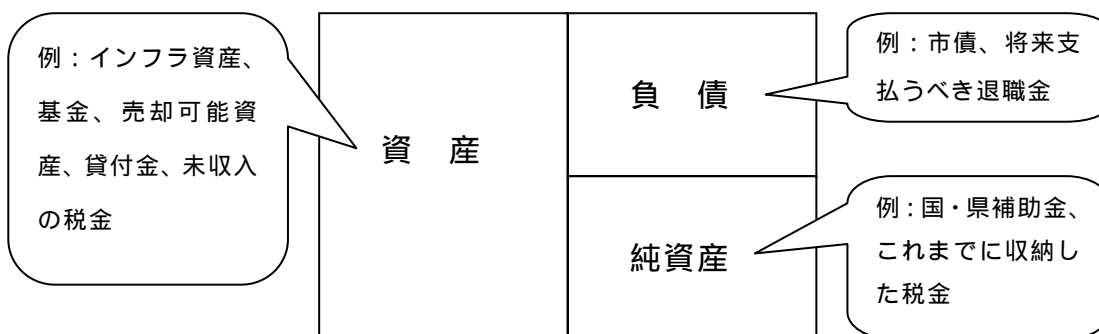 例：インフラ資産、
基金、売却可能資
産、貸付金、未収入
の税金
資　産
負　債
例：市債、将来支
払うべき退職金
純資産
例：国・県補助金、
これまでに収納し
た税金